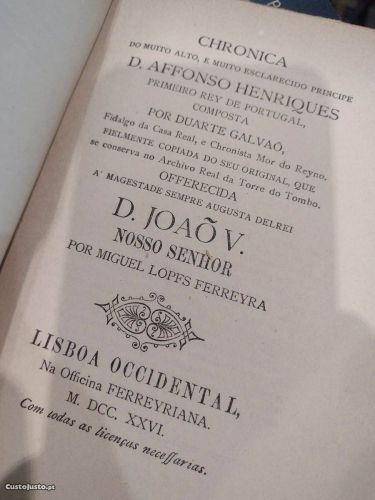 CHRONICA
DO MUITO ALTO, E MUITO ESCLARECIDO PRINCIPE
D. AFFONSO HENRIQUES
PRIMEIRO REY DE PORTUGAL,
COMPOSTA
POR DUARTE GALVAÕ,
Fidalgo da Casa Real, e Chronista Mor do Reyno.
FIELMENTE COPIADA DO SEU ORIGINAL, QUE
se conserva no Archivo Real da Torre do Tombo.
OFFERECIDA
A' MAGESTADE SEMPRE AUGUSTA DELREI
D. JOAÕ V.
NOSSO SENHOR
POR MIGUEL LOPFS FERREYRA
LISBOA OCCIDENTAL,
Na Officina FERREYRIANA.
M. DCC. XXVI.
Com todas as licenças neceſſarias.
CustoJusto.pt